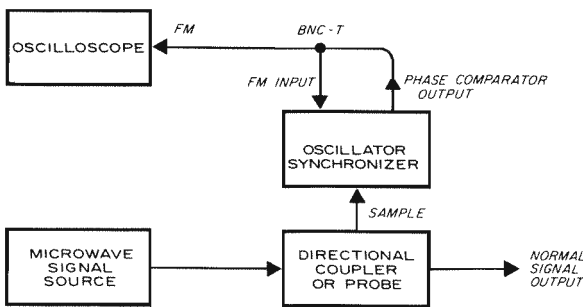 FM
BNC-T
OSCILLOSCOPE
FM INPUT
PHASE COMPARATOR
OUTPUT
OSCILLATOR
SYNCHRONIZER
SAMPLE
MICROWAVE
SIGNAL
SOURCE
DIRECTIONAL
COUPLER
OR PROBE
NORMAL
SIGNAL
OUTPUT